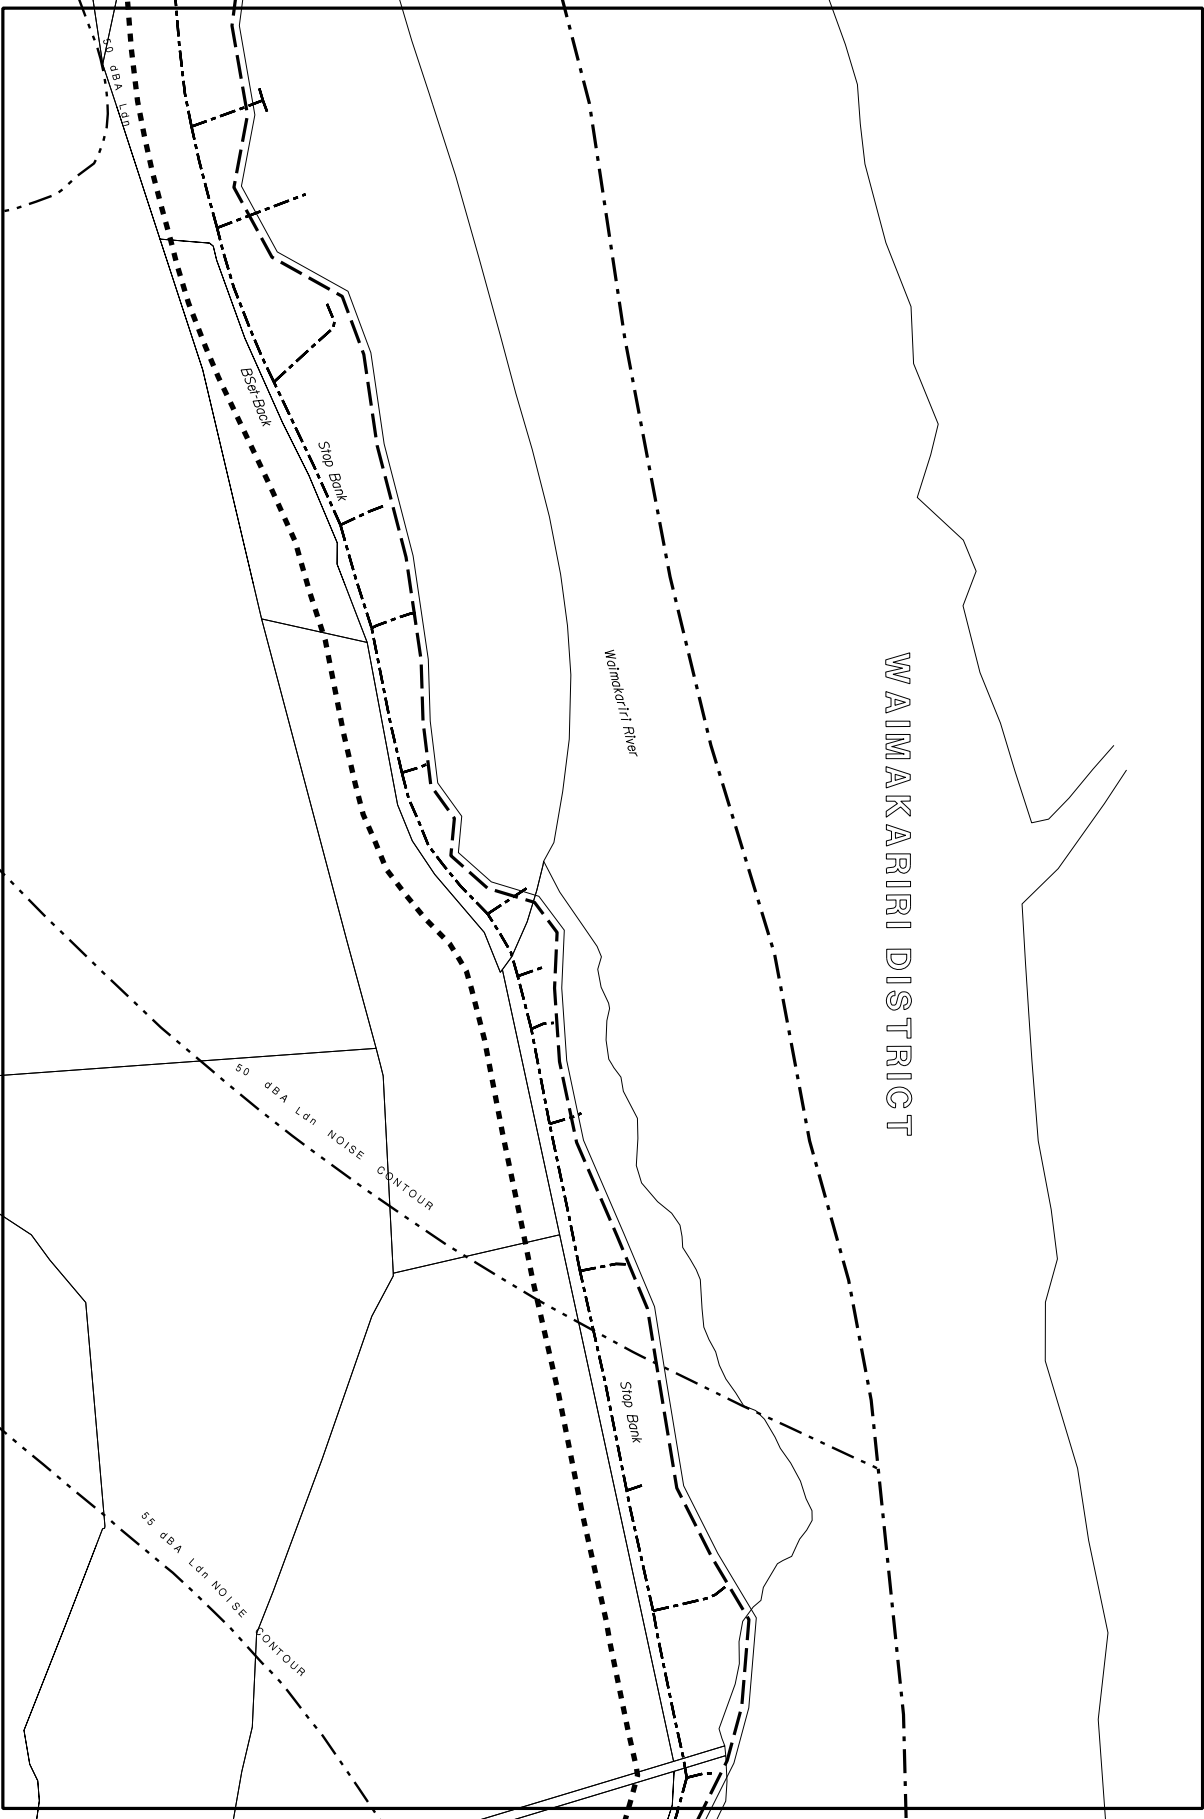 50 dBA Ldn
BSet-Back
Stop Bank
Waimakariri River
WAIMAKARIRI DISTRICT
50 dBA Ldn NOISE CONTOUR
Stop Bank
55 dBA Ldn NOISE CONTOUR